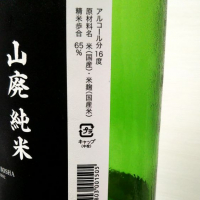 アルコール分 16度
原材料名 米(国産)・米麹(国産米)
精米歩合 65%
山廃 純米
キャップ